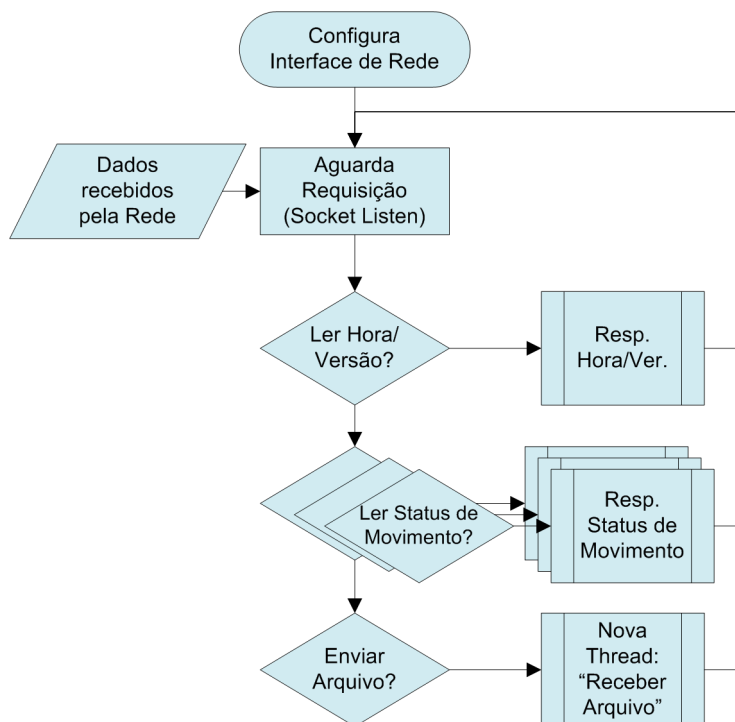 Configura
Interface de Rede
Dados
recebidos
pela Rede
Aguarda
Requisição
(Socket Listen)
Ler Hora/
Versão?
Resp.
Hora/Ver.
Ler Status de
Movimento?
Resp.
Status de
Movimento
Enviar
Arquivo?
Nova
Thread:
“Receber
Arquivo”